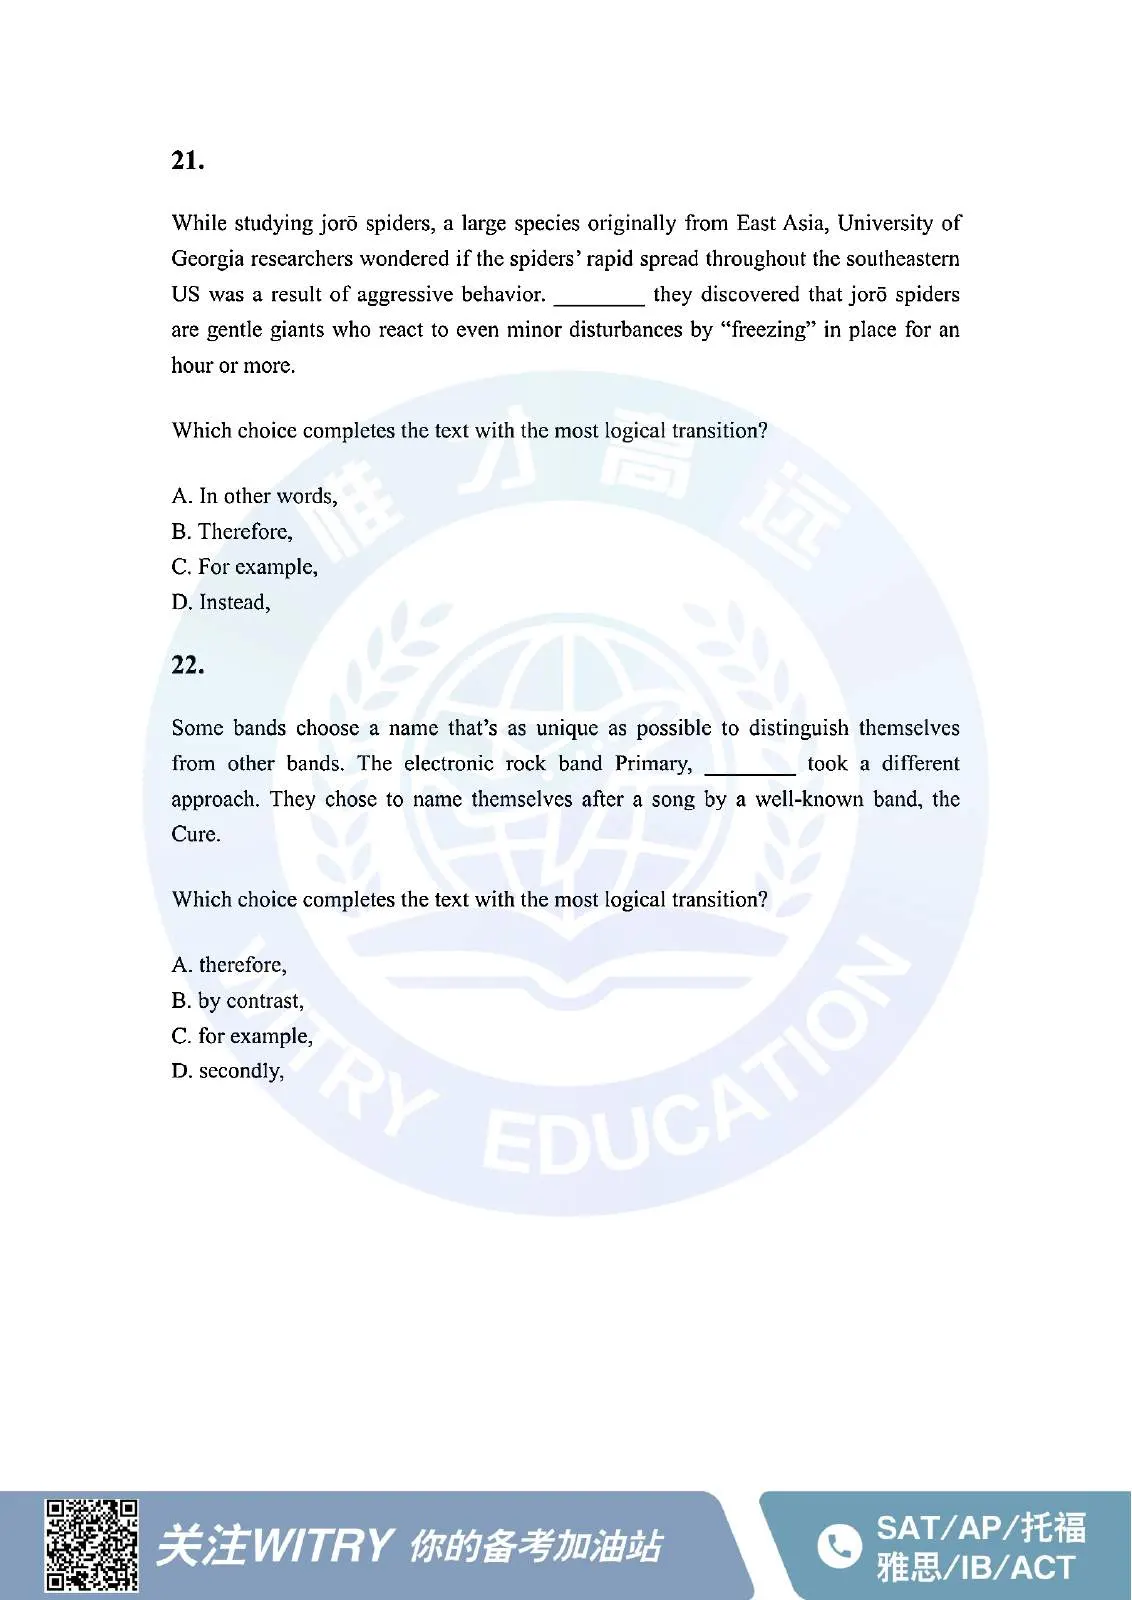 21.
While studying jorō spiders, a large species originally from East Asia, University of
Georgia researchers wondered if the spiders’ rapid spread throughout the southeastern
US was a result of aggressive behavior. ________ they discovered that jorō spiders
are gentle giants who react to even minor disturbances by “freezing” in place for an
hour or more.
Which choice completes the text with the most logical transition?
A. In other words,
B. Therefore,
C. For example,
D. Instead,
22.
Some bands choose a name that’s as unique as possible to distinguish themselves
from other bands. The electronic rock band Primary, ________ took a different
approach. They chose to name themselves after a song by a well-known band, the
Cure.
Which choice completes the text with the most logical transition?
A. therefore,
B. by contrast,
C. for example,
D. secondly,
唯才高远
WITRY EDUCATION
关注WITRY 你的备考加油站
SAT/AP/托福
雅思/IB/ACT